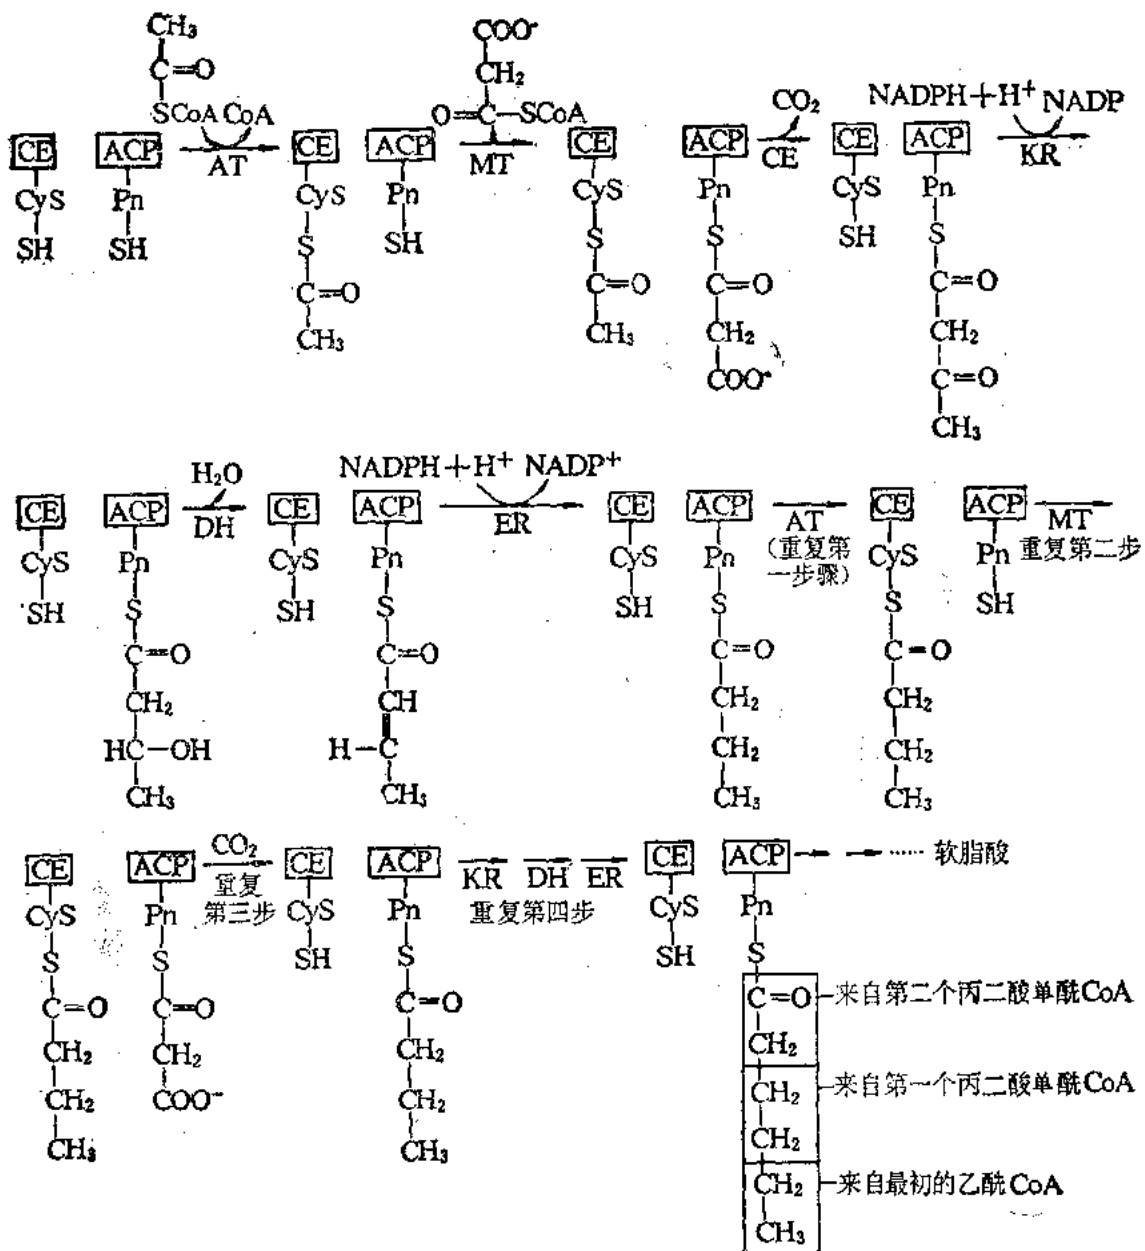 CH₃
C=O
SCoA CoA
COO⁻
CH₂
O=C—SCoA
CO₂
NADPH+H⁺ NADP
CE ACP AT CE ACP MT CE ACP CE CE ACP KR
CyS Pn CyS Pn CyS Pn CyS Pn
SH SH S SH S S SH S
C=O C=O C=O C=O
CH₃ CH₃ CH₂ CH₂
COO⁻ C=O
CH₃
H₂O NADPH+H⁺ NADP⁺
CE ACP DH CE ACP ER CE ACP AT CE ACP MT
(重复第一步骤) 重复第二步
CyS Pn CyS Pn CyS Pn CyS Pn
SH S SH S SH S S SH
C=O C=O C=O C=O
CH₂ CH CH₂ CH₂
HC—OH H—C CH₂ CH₂
CH₃ CH₃ CH₃ CH₃
CE ACP CO₂ CE ACP KR DH ER CE ACP …… 软脂酸
重复第三步 重复第四步
CyS Pn CyS Pn CyS Pn
S S SH S SH S
C=O C=O C=O C=O 来自第二个丙二酸单酰CoA
CH₂ CH₂ CH₂ CH₂
CH₂ COO⁻ CH₂ CH₂ 来自第一个丙二酸单酰CoA
CH₃ CH₃ CH₂
CH₂ 来自最初的乙酰CoA
CH₃